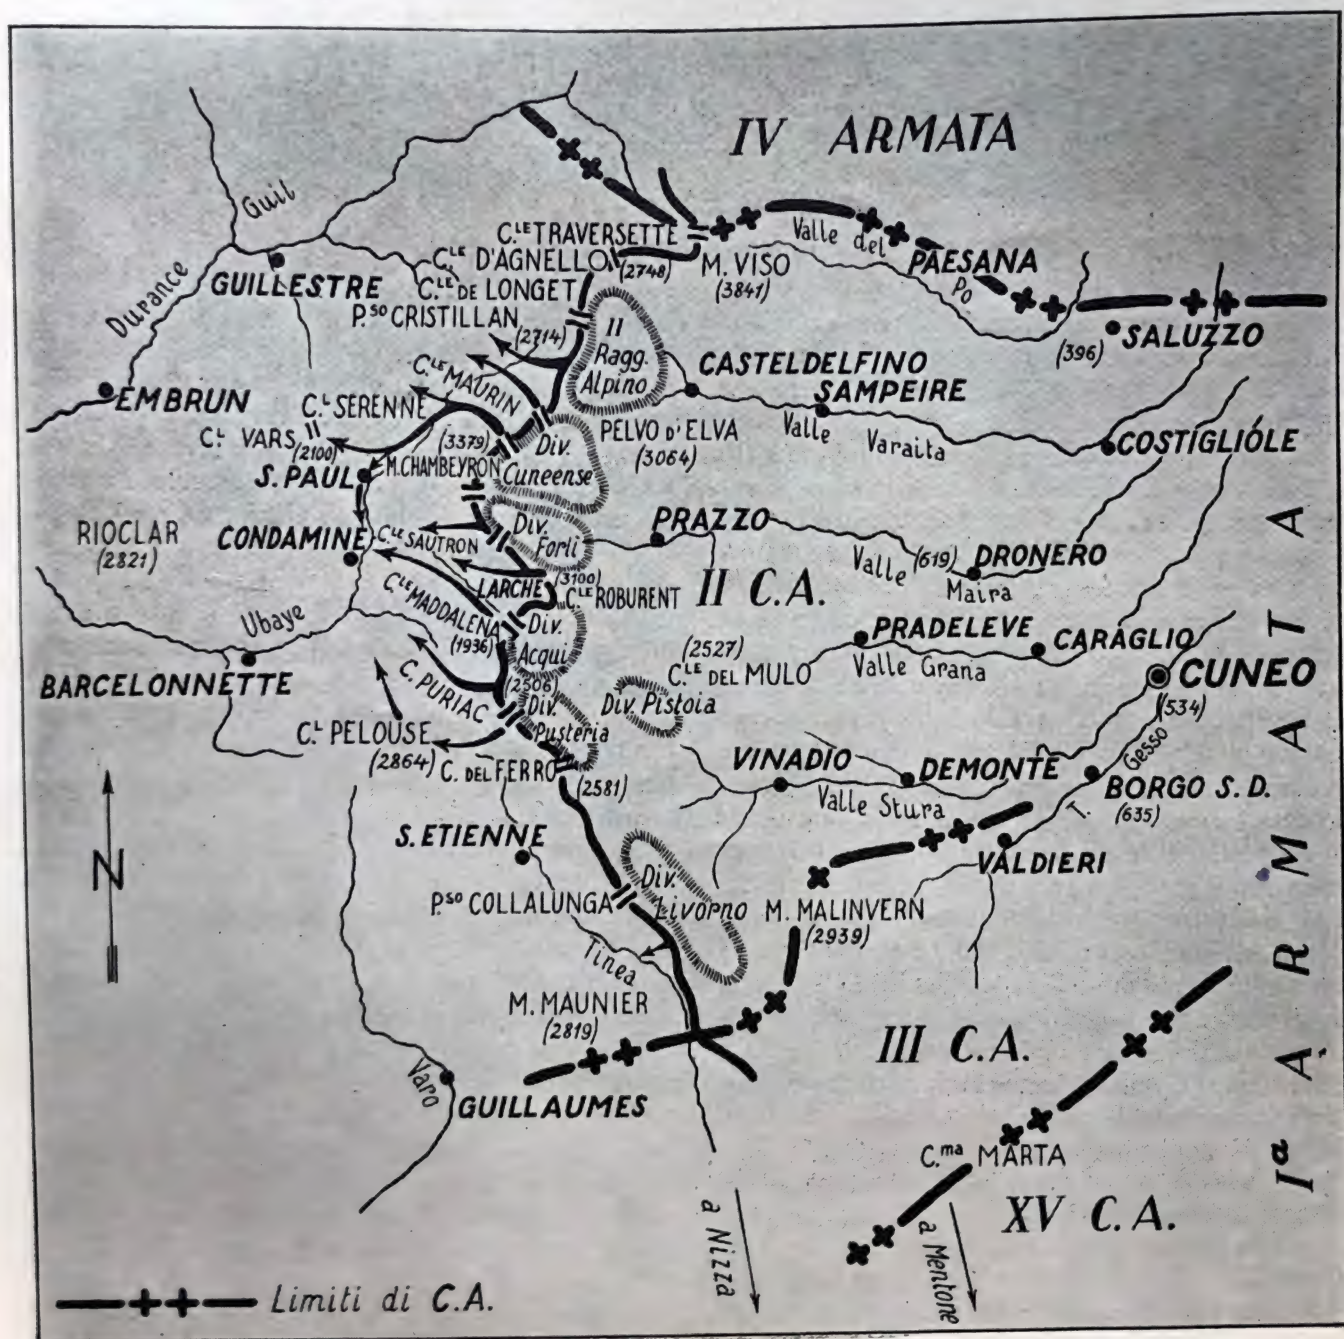 IV ARMATA
Guil
C.LE TRAVERSETTE
Valle del
Po
C.LE D'AGNELLO
(2748)
M. VISO
(3841)
PAESANA
GUILLESTRE
C.LE DE LONGET
Durance
P.SO CRISTILLAN
(2714)
II
Ragg.
Alpino
SALUZZO
(396)
CASTELDELFINO
SAMPEIRE
EMBRUN
C.LE MAURIN
C.L SERENNE
C.L VARS
(2100)
(3379)
M. CHAMBEYRON
Div.
Cuneense
PELVO D'ELVA
(3064)
Valle Varaita
COSTIGLIÓLE
S. PAUL
RIOCLAR
(2821)
CONDAMINE
C.LE SAUTRON
Div.
Forlì
PRAZZO
Valle Maira
(619)
DRONERO
LARCHE
(3100)
C.LE ROBURENT
II C.A.
C.LE MADDALENA
(1936)
Div.
Acqui
Ubaye
BARCELONNETTE
(2527)
C.LE DEL MULO
PRADELEVE
Valle Grana
CARAGLIO
CUNEO
(534)
C. PURIAC
(2506)
Div.
Pusteria
Div. Pistoia
C.L PELOUSE
(2864)
C. DEL FERRO
(2581)
VINADIO
DEMONTE
Valle Stura
T. Gesso
BORGO S. D.
(635)
N
S. ETIENNE
VALDIERI
P.SO COLLALUNGA
Div.
Livorno
M. MALINVERN
(2939)
Tinea
M. MAUNIER
(2819)
III C.A.
Varo
GUILLAUMES
C.ma MARTA
XV C.A.
Ia ARMATA
a Nizza
a Mentone
Limiti di C.A.